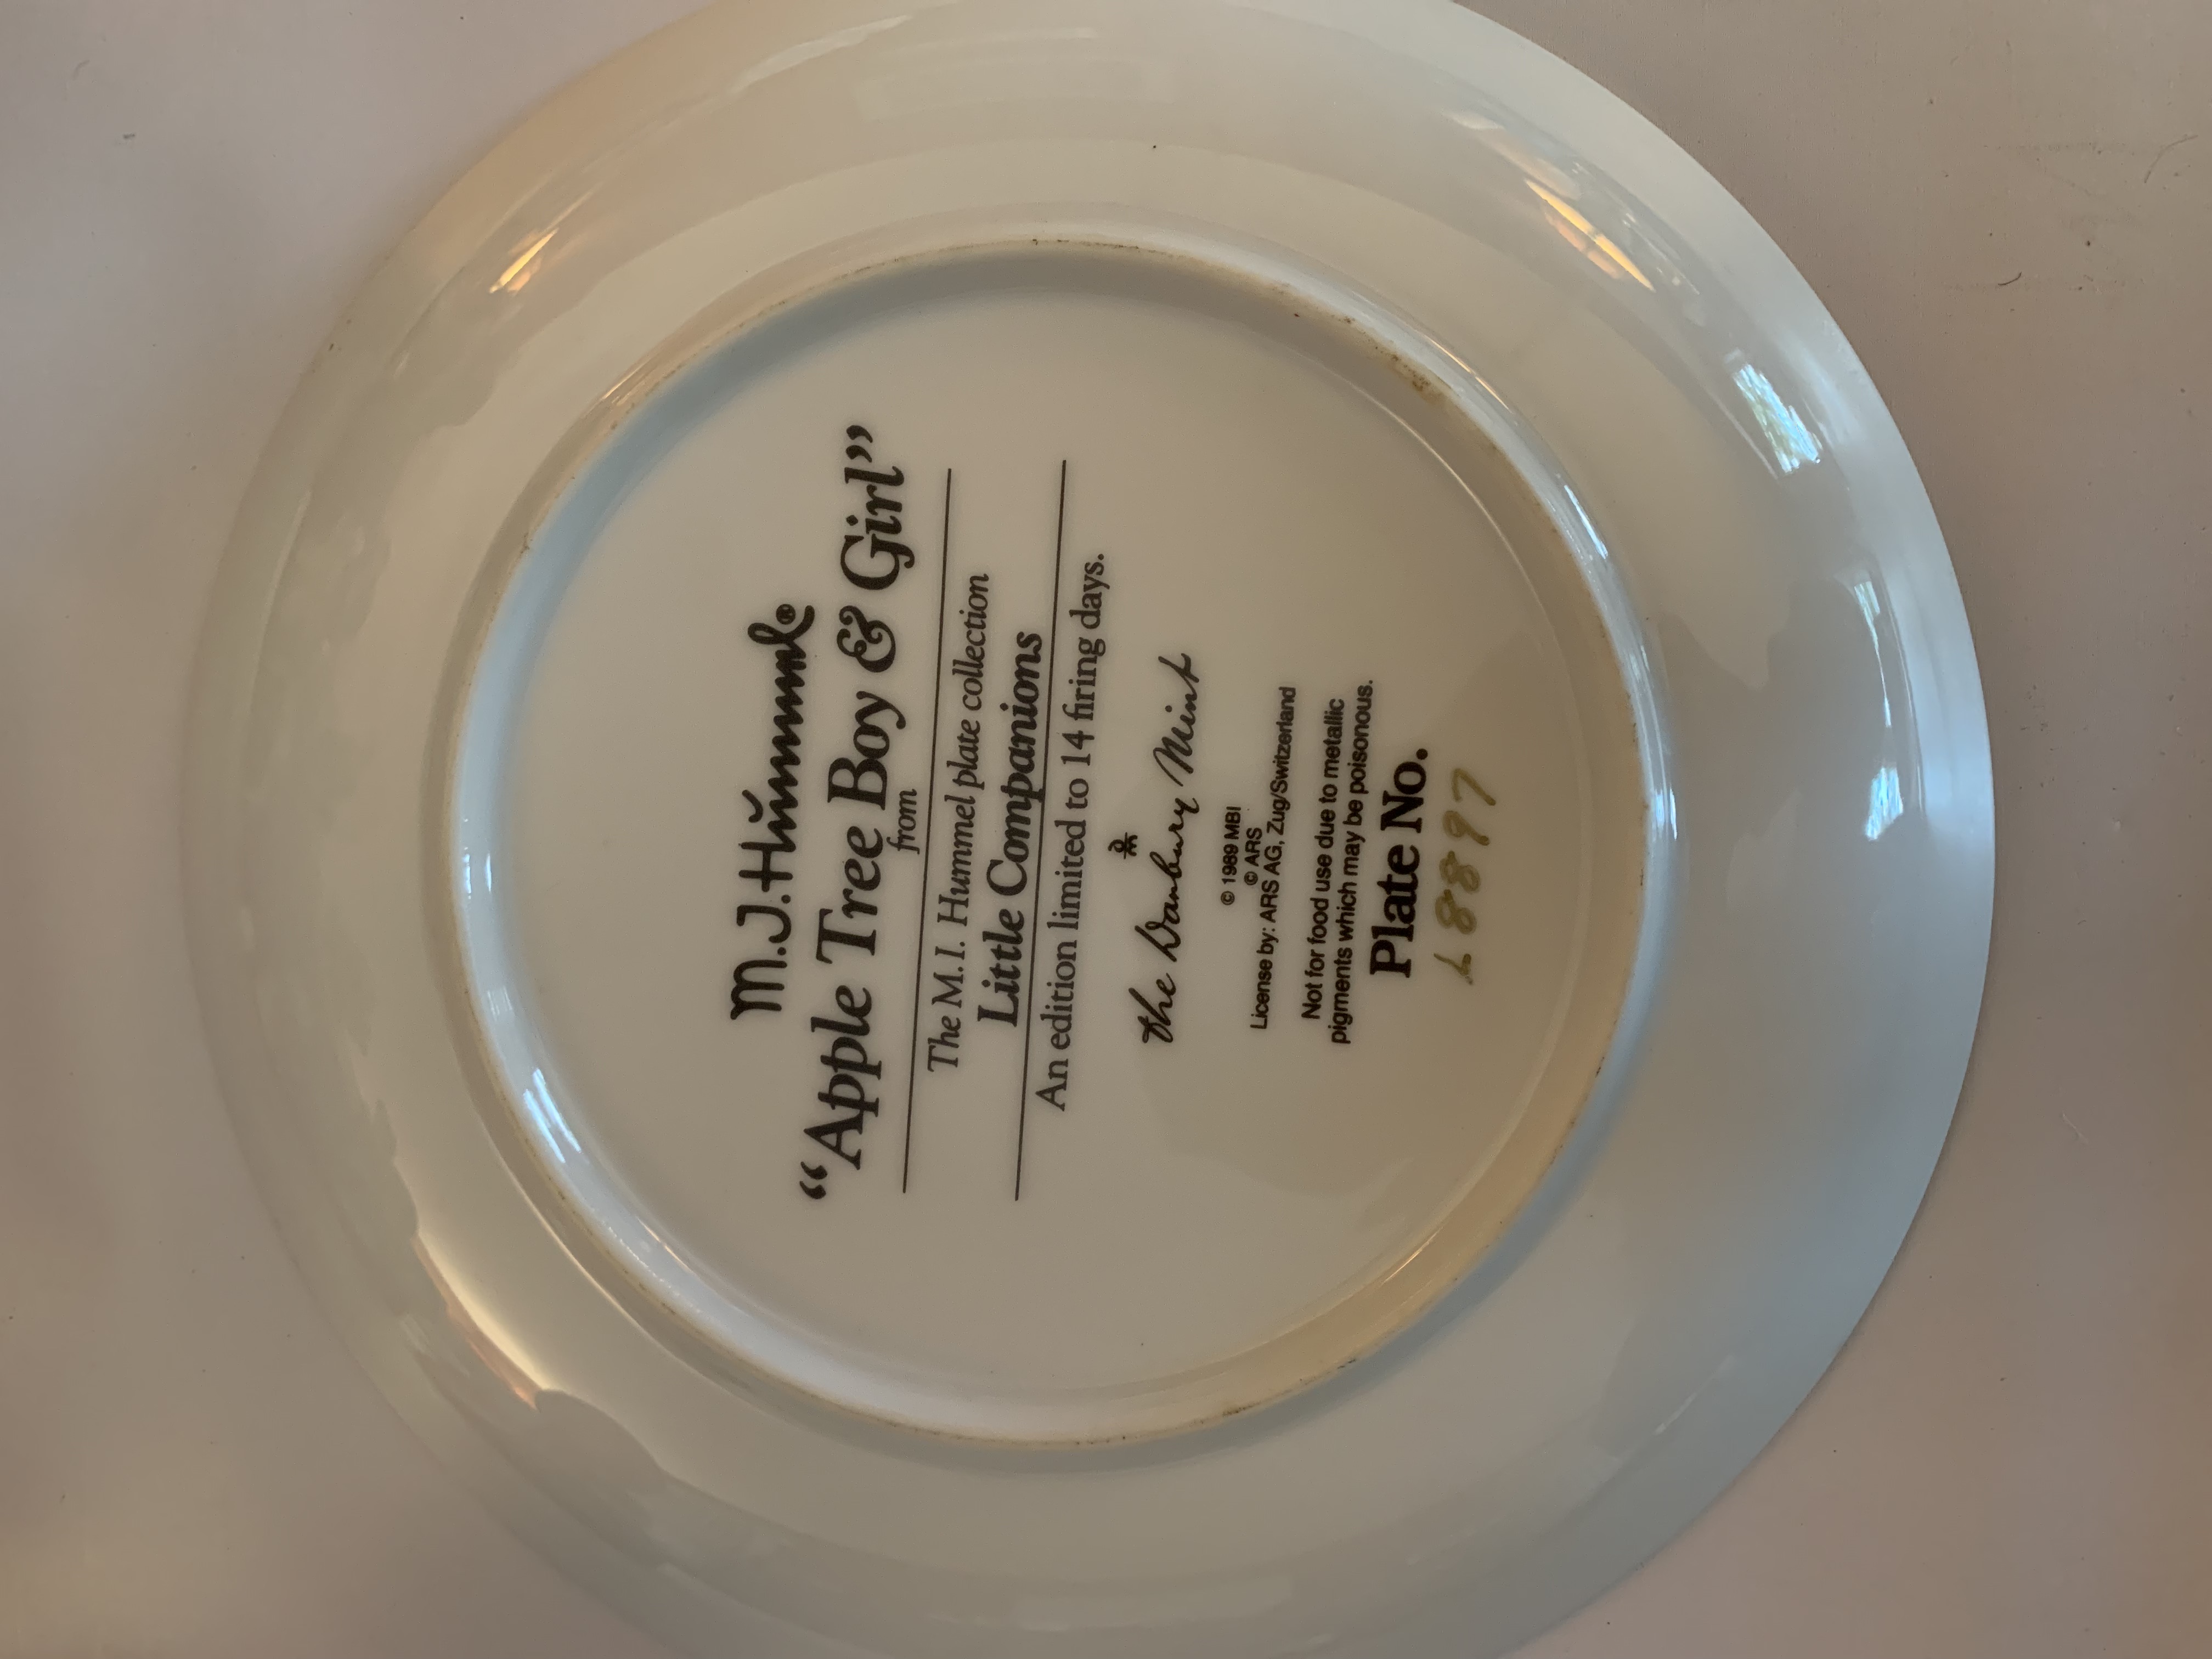 M.J.Hummel®
“Apple Tree Boy & Girl”
from
The M.I. Hummel plate collection
Little Companions
An edition limited to 14 firing days.
DM
The Danbury Mint
© 1989 MBI
© ARS
License by: ARS AG, Zug/Switzerland
Not for food use due to metallic
pigments which may be poisonous.
Plate No.